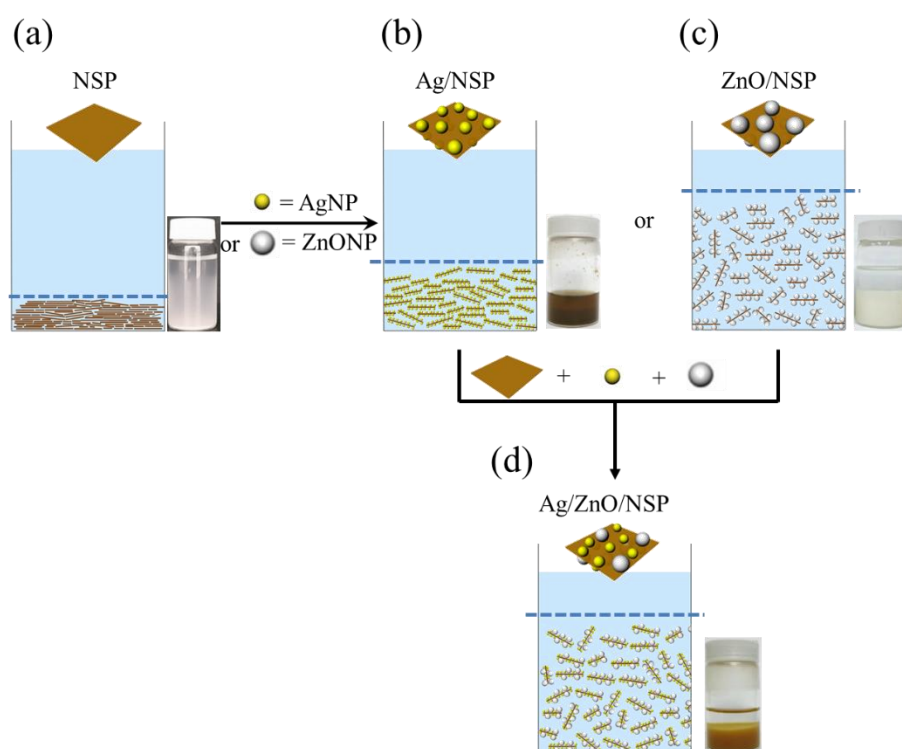 (a)
NSP
(b)
Ag/NSP
(c)
ZnO/NSP
= AgNP
or = ZnONP
or
+ +
(d)
Ag/ZnO/NSP